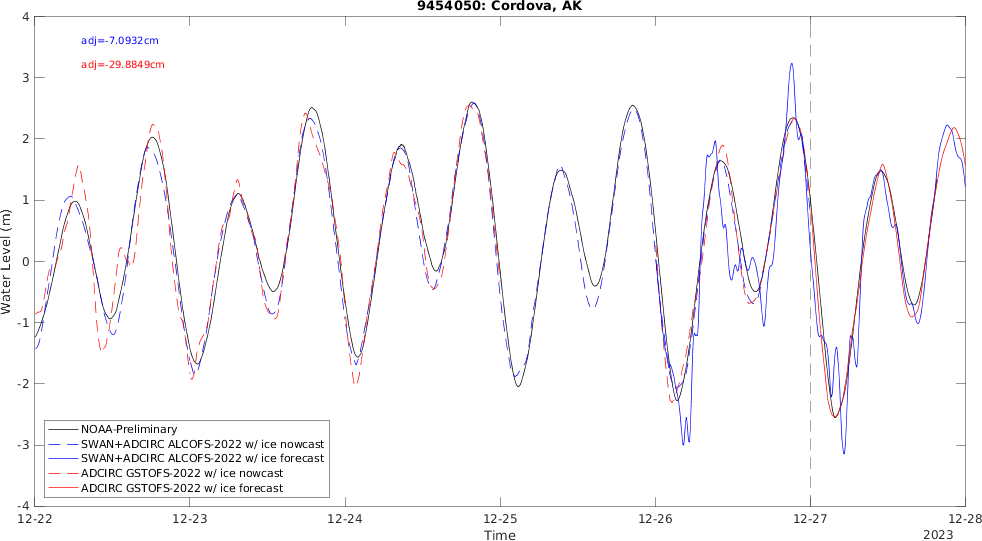 9454050: Cordova, AK
4
adj=-7.0932cm
adj=-29.8849cm
3
2
1
0
-1
-2
-3
-4
Water Level (m)
NOAA-Preliminary
SWAN+ADCIRC ALCOFS-2022 w/ ice nowcast
SWAN+ADCIRC ALCOFS-2022 w/ ice forecast
ADCIRC GSTOFS-2022 w/ ice nowcast
ADCIRC GSTOFS-2022 w/ ice forecast
12-22 12-23 12-24 12-25 12-26 12-27 12-28
Time
2023